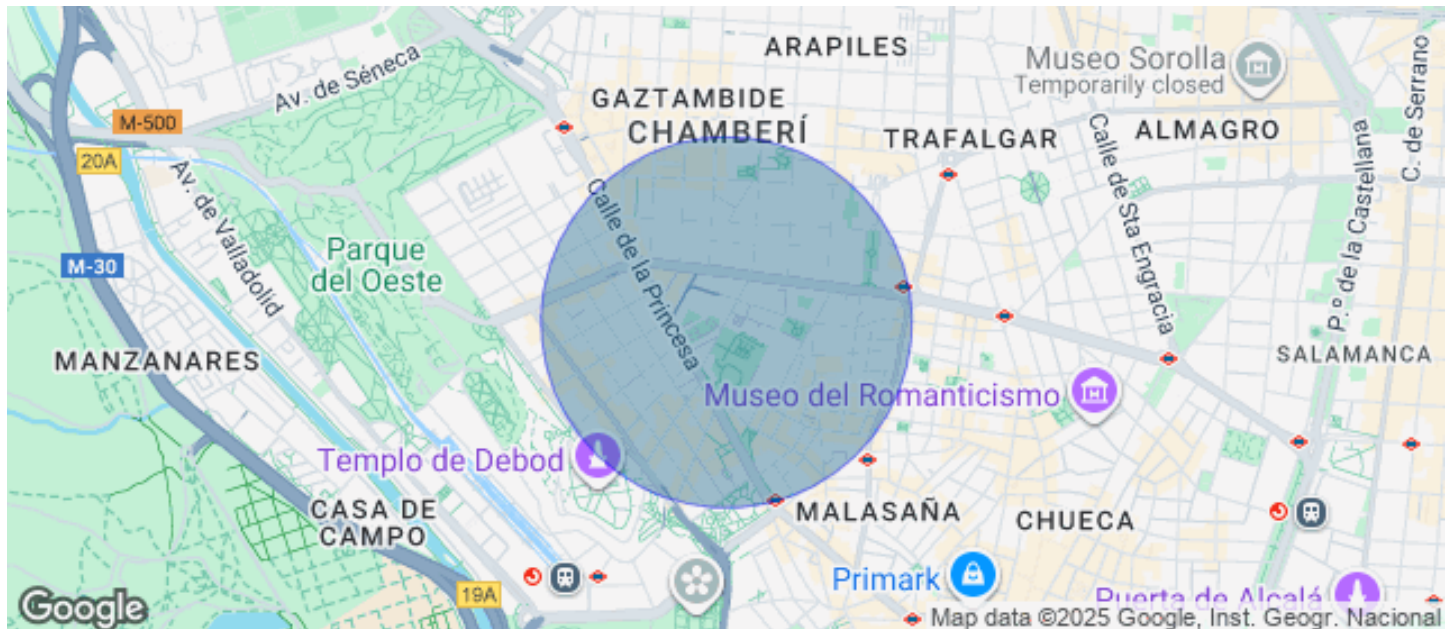 ARAPILES
Museo Sorolla
Temporarily closed
C. de Serrano
Av. de Séneca
GAZTAMBIDE
CHAMBERÍ
M-500
TRAFALGAR
ALMAGRO
20A
Av. de Valladolid
Calle de la Princesa
Calle de Sta Engracia
P.º de la Castellana
Parque
del Oeste
M-30
MANZANARES
SALAMANCA
Museo del Romanticismo
Templo de Debod
CASA DE
CAMPO
MALASAÑA
CHUECA
Primark
19A
Puerta de Alcalá
Google
Map data ©2025 Google, Inst. Geogr. Nacional